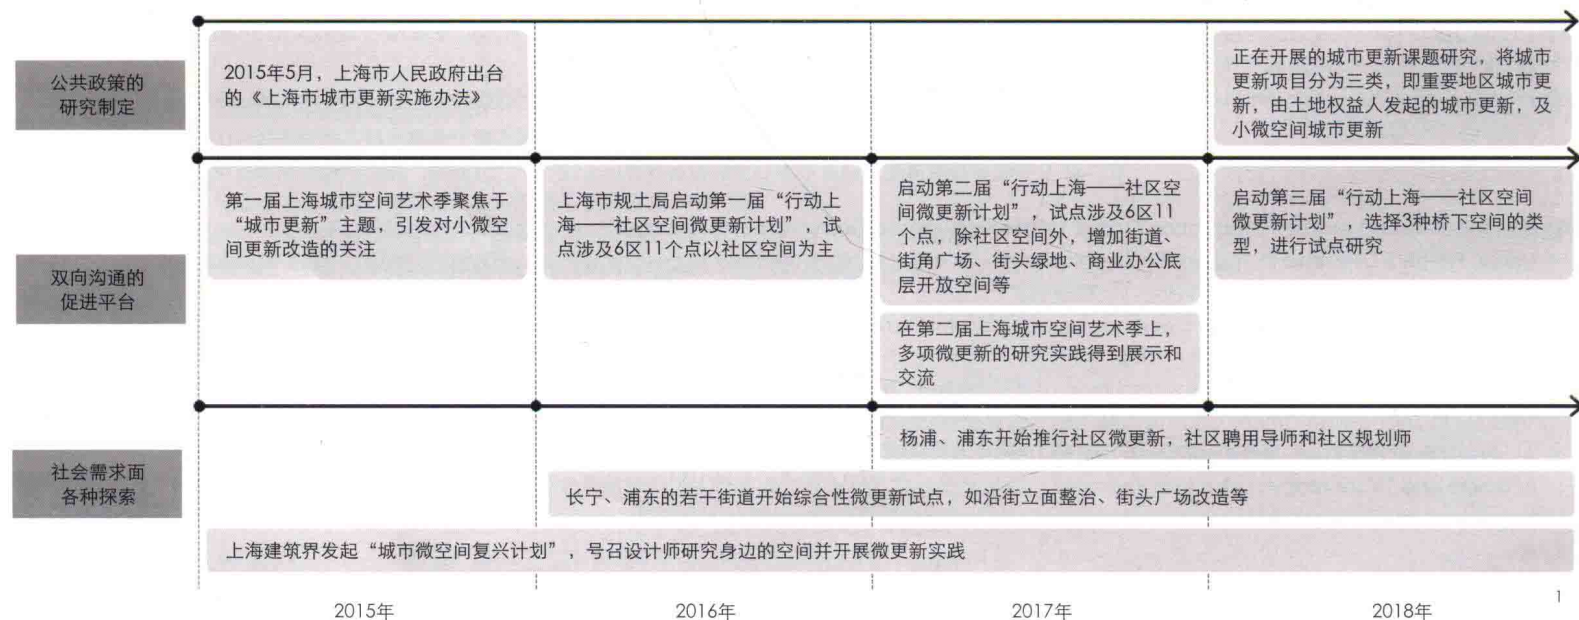 公共政策的
研究制定
2015年5月，上海市人民政府出台
的《上海市城市更新实施办法》
正在开展的城市更新课题研究，将城市
更新项目分为三类，即重要地区城市更
新，由土地权益人发起的城市更新，及
小微空间城市更新
双向沟通的
促进平台
第一届上海城市空间艺术季聚焦于
“城市更新”主题，引发对小微空
间更新改造的关注
上海市规土局启动第一届“行动上
海——社区空间微更新计划”，试
点涉及6区11个点以社区空间为主
启动第二届“行动上海——社区空
间微更新计划”，试点涉及6区11
个点，除社区空间外，增加街道、
街角广场、街头绿地、商业办公底
层开放空间等
在第二届上海城市空间艺术季上，
多项微更新的研究实践得到展示和
交流
启动第三届“行动上海——社区空间
微更新计划”，选择3种桥下空间的类
型，进行试点研究
社会需求面
各种探索
杨浦、浦东开始推行社区微更新，社区聘用导师和社区规划师
长宁、浦东的若干街道开始综合性微更新试点，如沿街立面整治、街头广场改造等
上海建筑界发起“城市微空间复兴计划”，号召设计师研究身边的空间并开展微更新实践
2015年
2016年
2017年
2018年
1